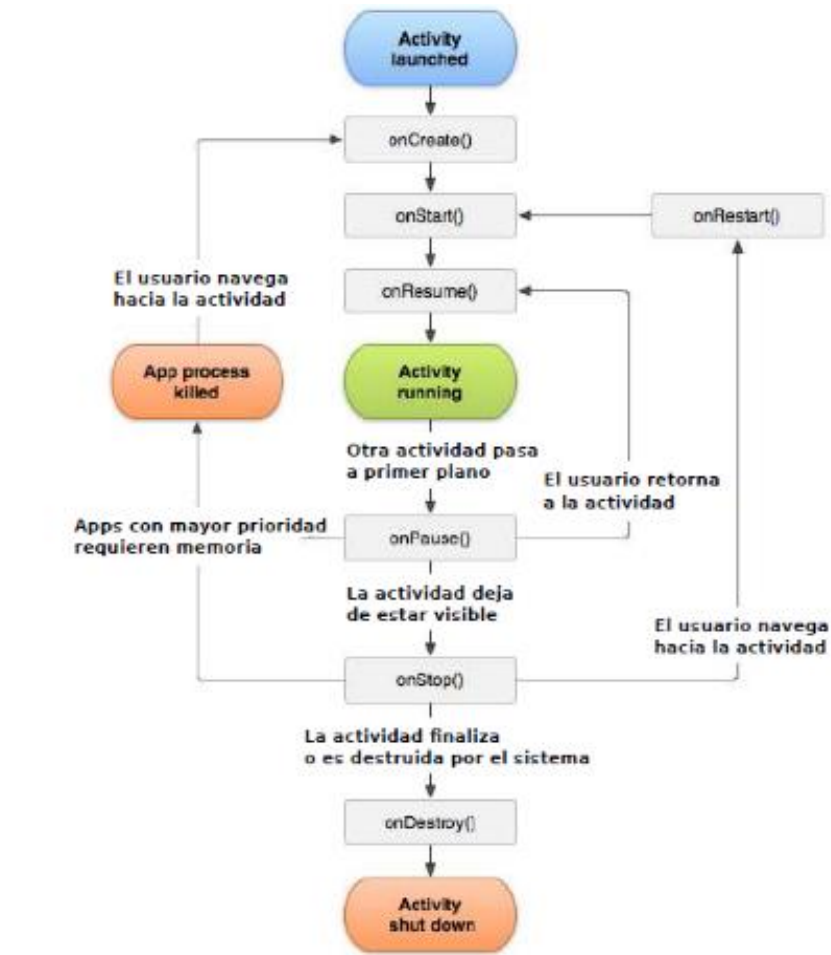 Activity
launched
onCreate()
onStart()
onRestart()
El usuario navega
hacia la actividad
onResume()
App process
killed
Activity
running
Otra actividad pasa
a primer plano
El usuario retorna
a la actividad
Apps con mayor prioridad
requieren memoria
onPause()
La actividad deja
de estar visible
El usuario navega
hacia la actividad
onStop()
La actividad finaliza
o es destruida por el sistema
onDestroy()
Activity
shut down